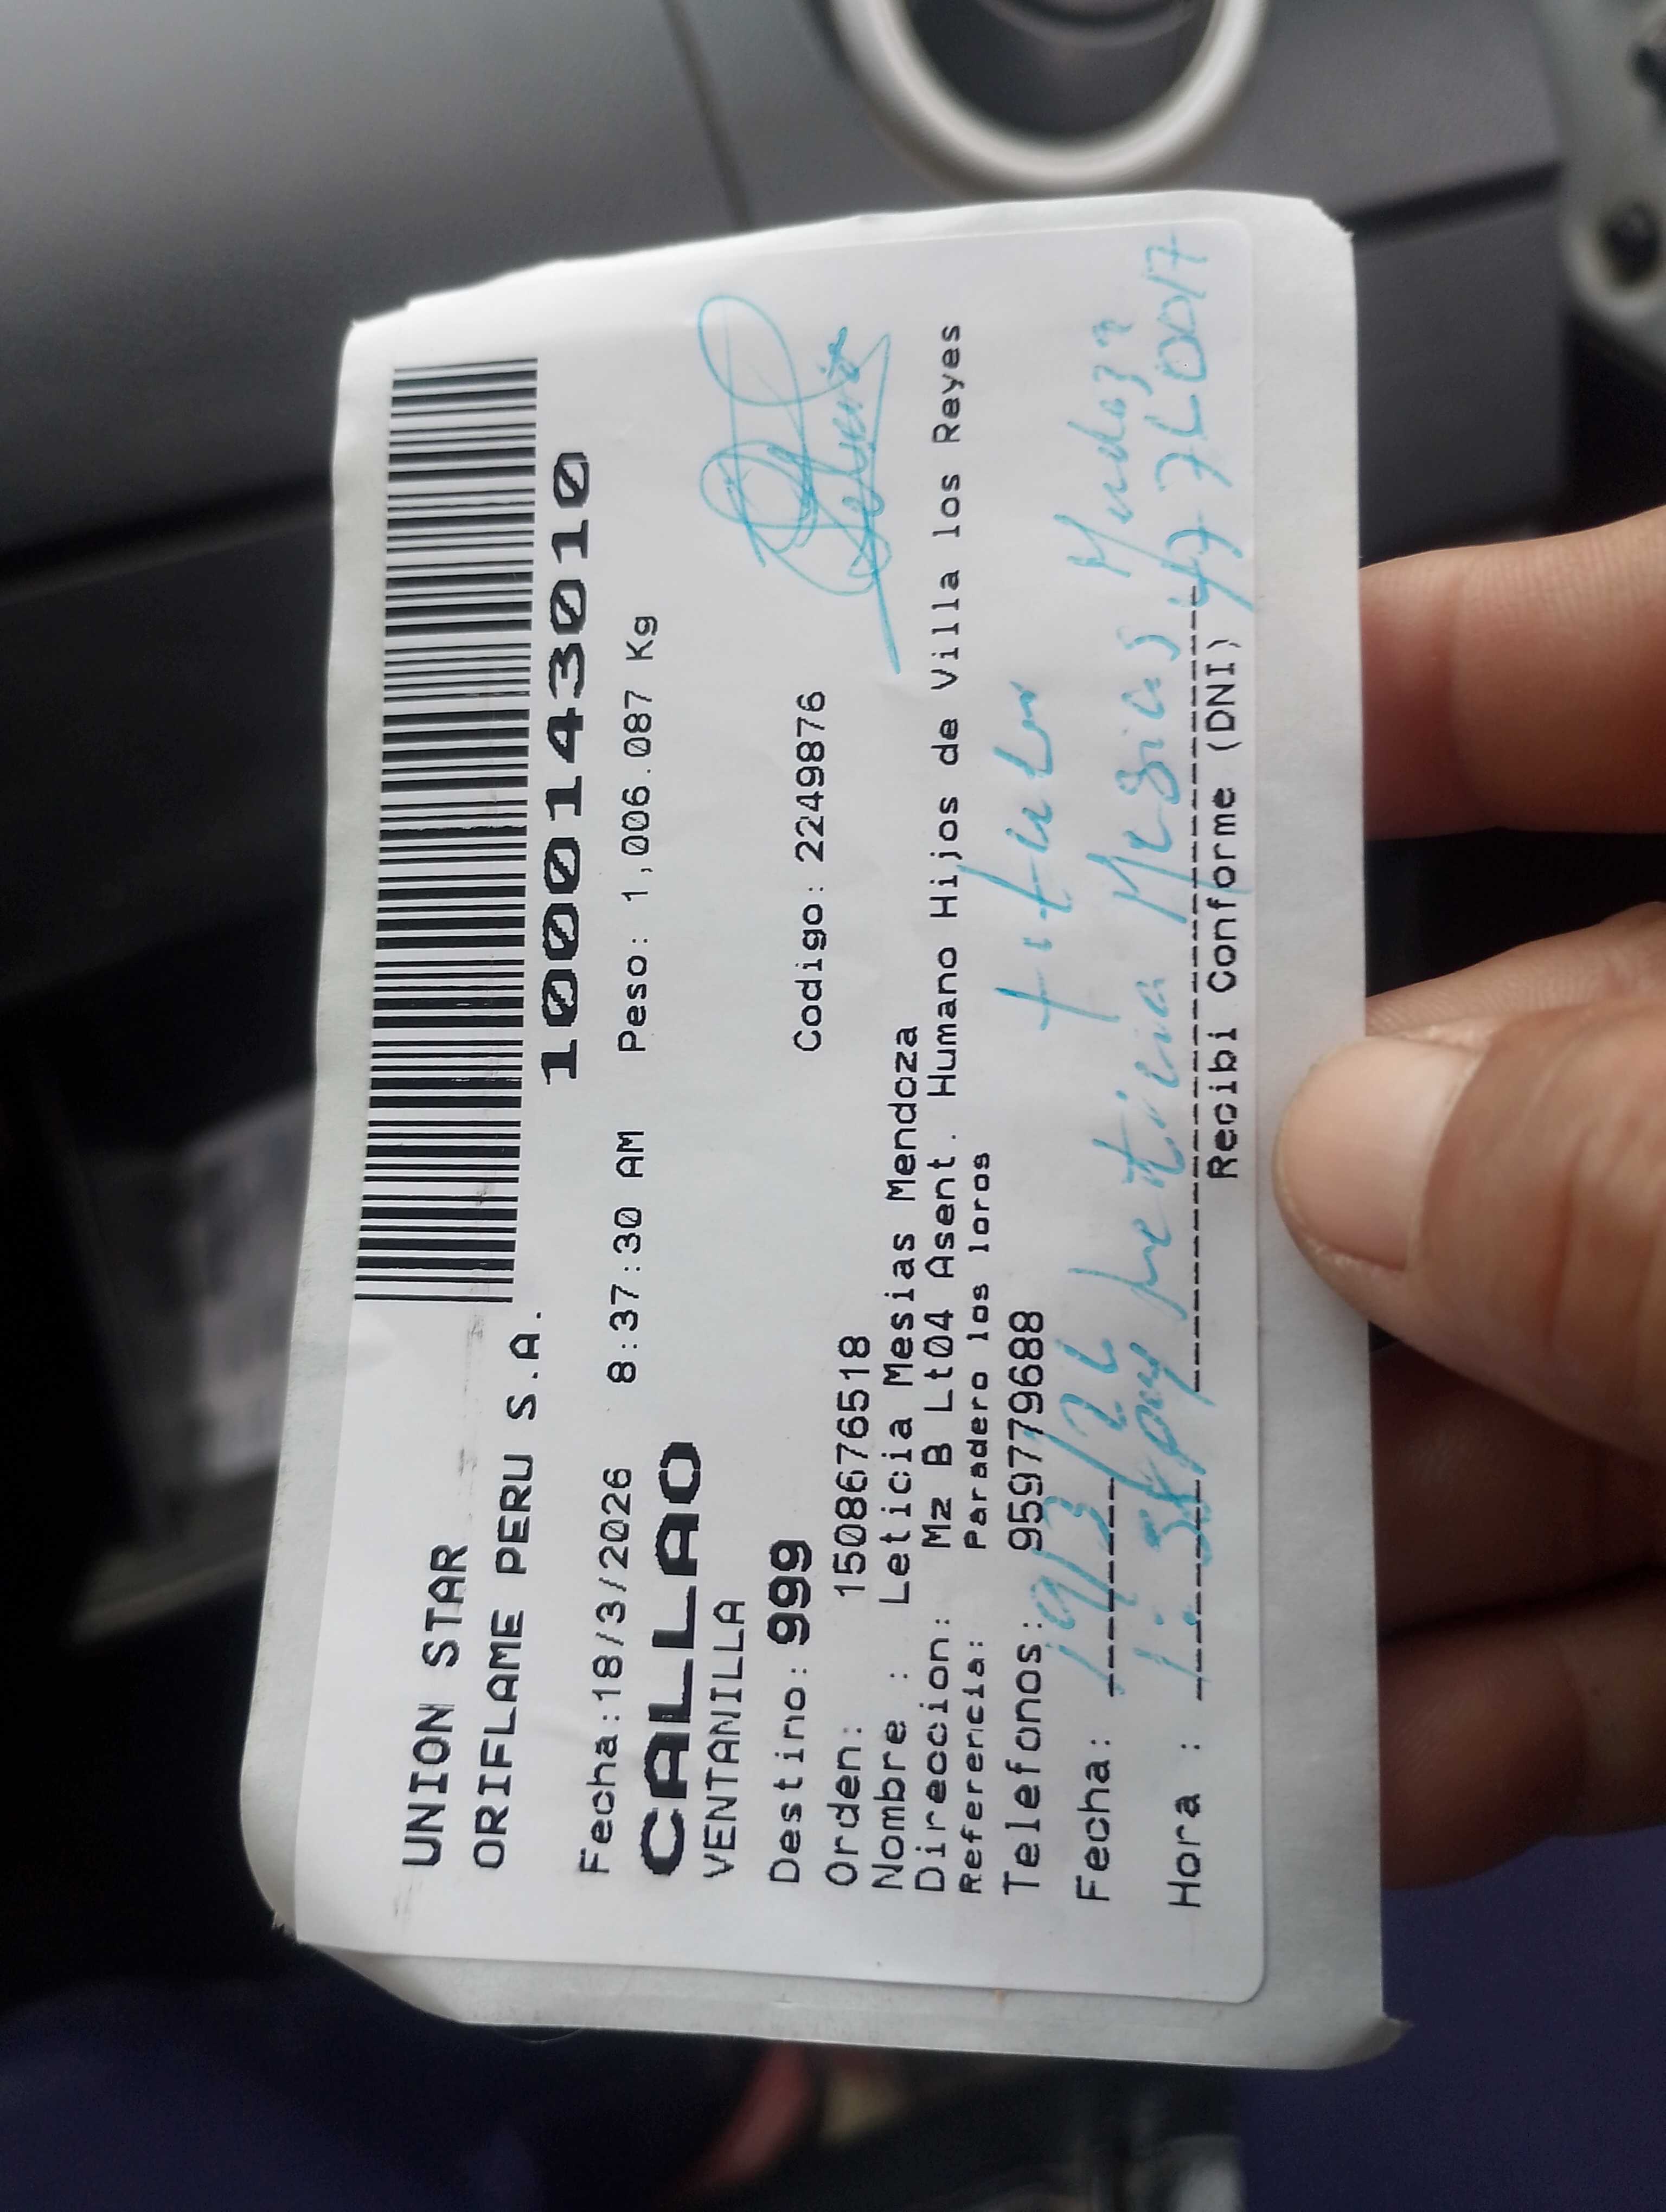 UNION STAR
ORIFLAME PERU S.A.
1000143010
Fecha:18/3/2026 8:37:30 AM Peso: 1,006.087 Kg
CALLAO
VENTANILLA
Destino: 999 Codigo: 2249876
Orden: 1508676518
Nombre : Leticia Mesias Mendoza
Direccion: Mz B Lt04 Asent. Humano Hijos de Villa los Reyes
Referencia: Paradero los loros
Telefonos: 959779688
titular
Fecha: 19/3/26
Hora : 1:58 pm Leticia Mesias Mendoza
Recibi Conforme (DNI)